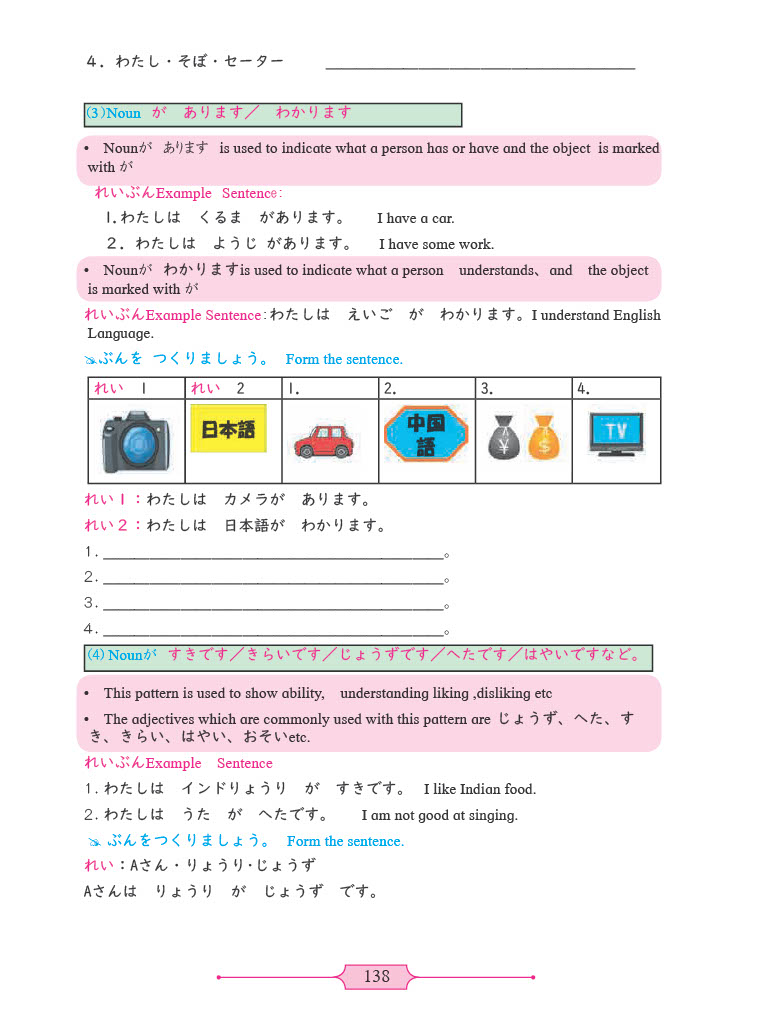 ４．わたし・そぼ・セーター ________________________________________
(3)Noun が あります／ わかります
• Nounが あります is used to indicate what a person has or have and the object is marked
with が
れいぶんExample Sentence:
1.わたしは くるま があります。 I have a car.
２．わたしは ようじ があります。 I have some work.
• Nounが わかりますis used to indicate what a person understands、and the object
is marked with が
れいぶんExample Sentence:わたしは えいご が わかります。I understand English
Language.
ぶんを つくりましょう。 Form the sentence.
れい 1 れい 2 1. 2. 3. 4.
日本語 中国 TV
語
¥ $
れい１：わたしは カメラが あります。
れい２：わたしは 日本語が わかります。
1. ____________________________________________。
2. ____________________________________________。
3. ____________________________________________。
4. ____________________________________________。
(4) Nounが すきです／きらいです／じょうずです／へたです／はやいですなど。
• This pattern is used to show ability, understanding liking ,disliking etc
• The adjectives which are commonly used with this pattern are じょうず、へた、す
き、きらい、はやい、おそいetc.
れいぶんExample Sentence
1. わたしは インドりょうり が すきです。 I like Indian food.
2. わたしは うた が へたです。 I am not good at singing.
ぶんをつくりましょう。 Form the sentence.
れい：Aさん・りょうり・じょうず
Aさんは りょうり が じょうず です。
138